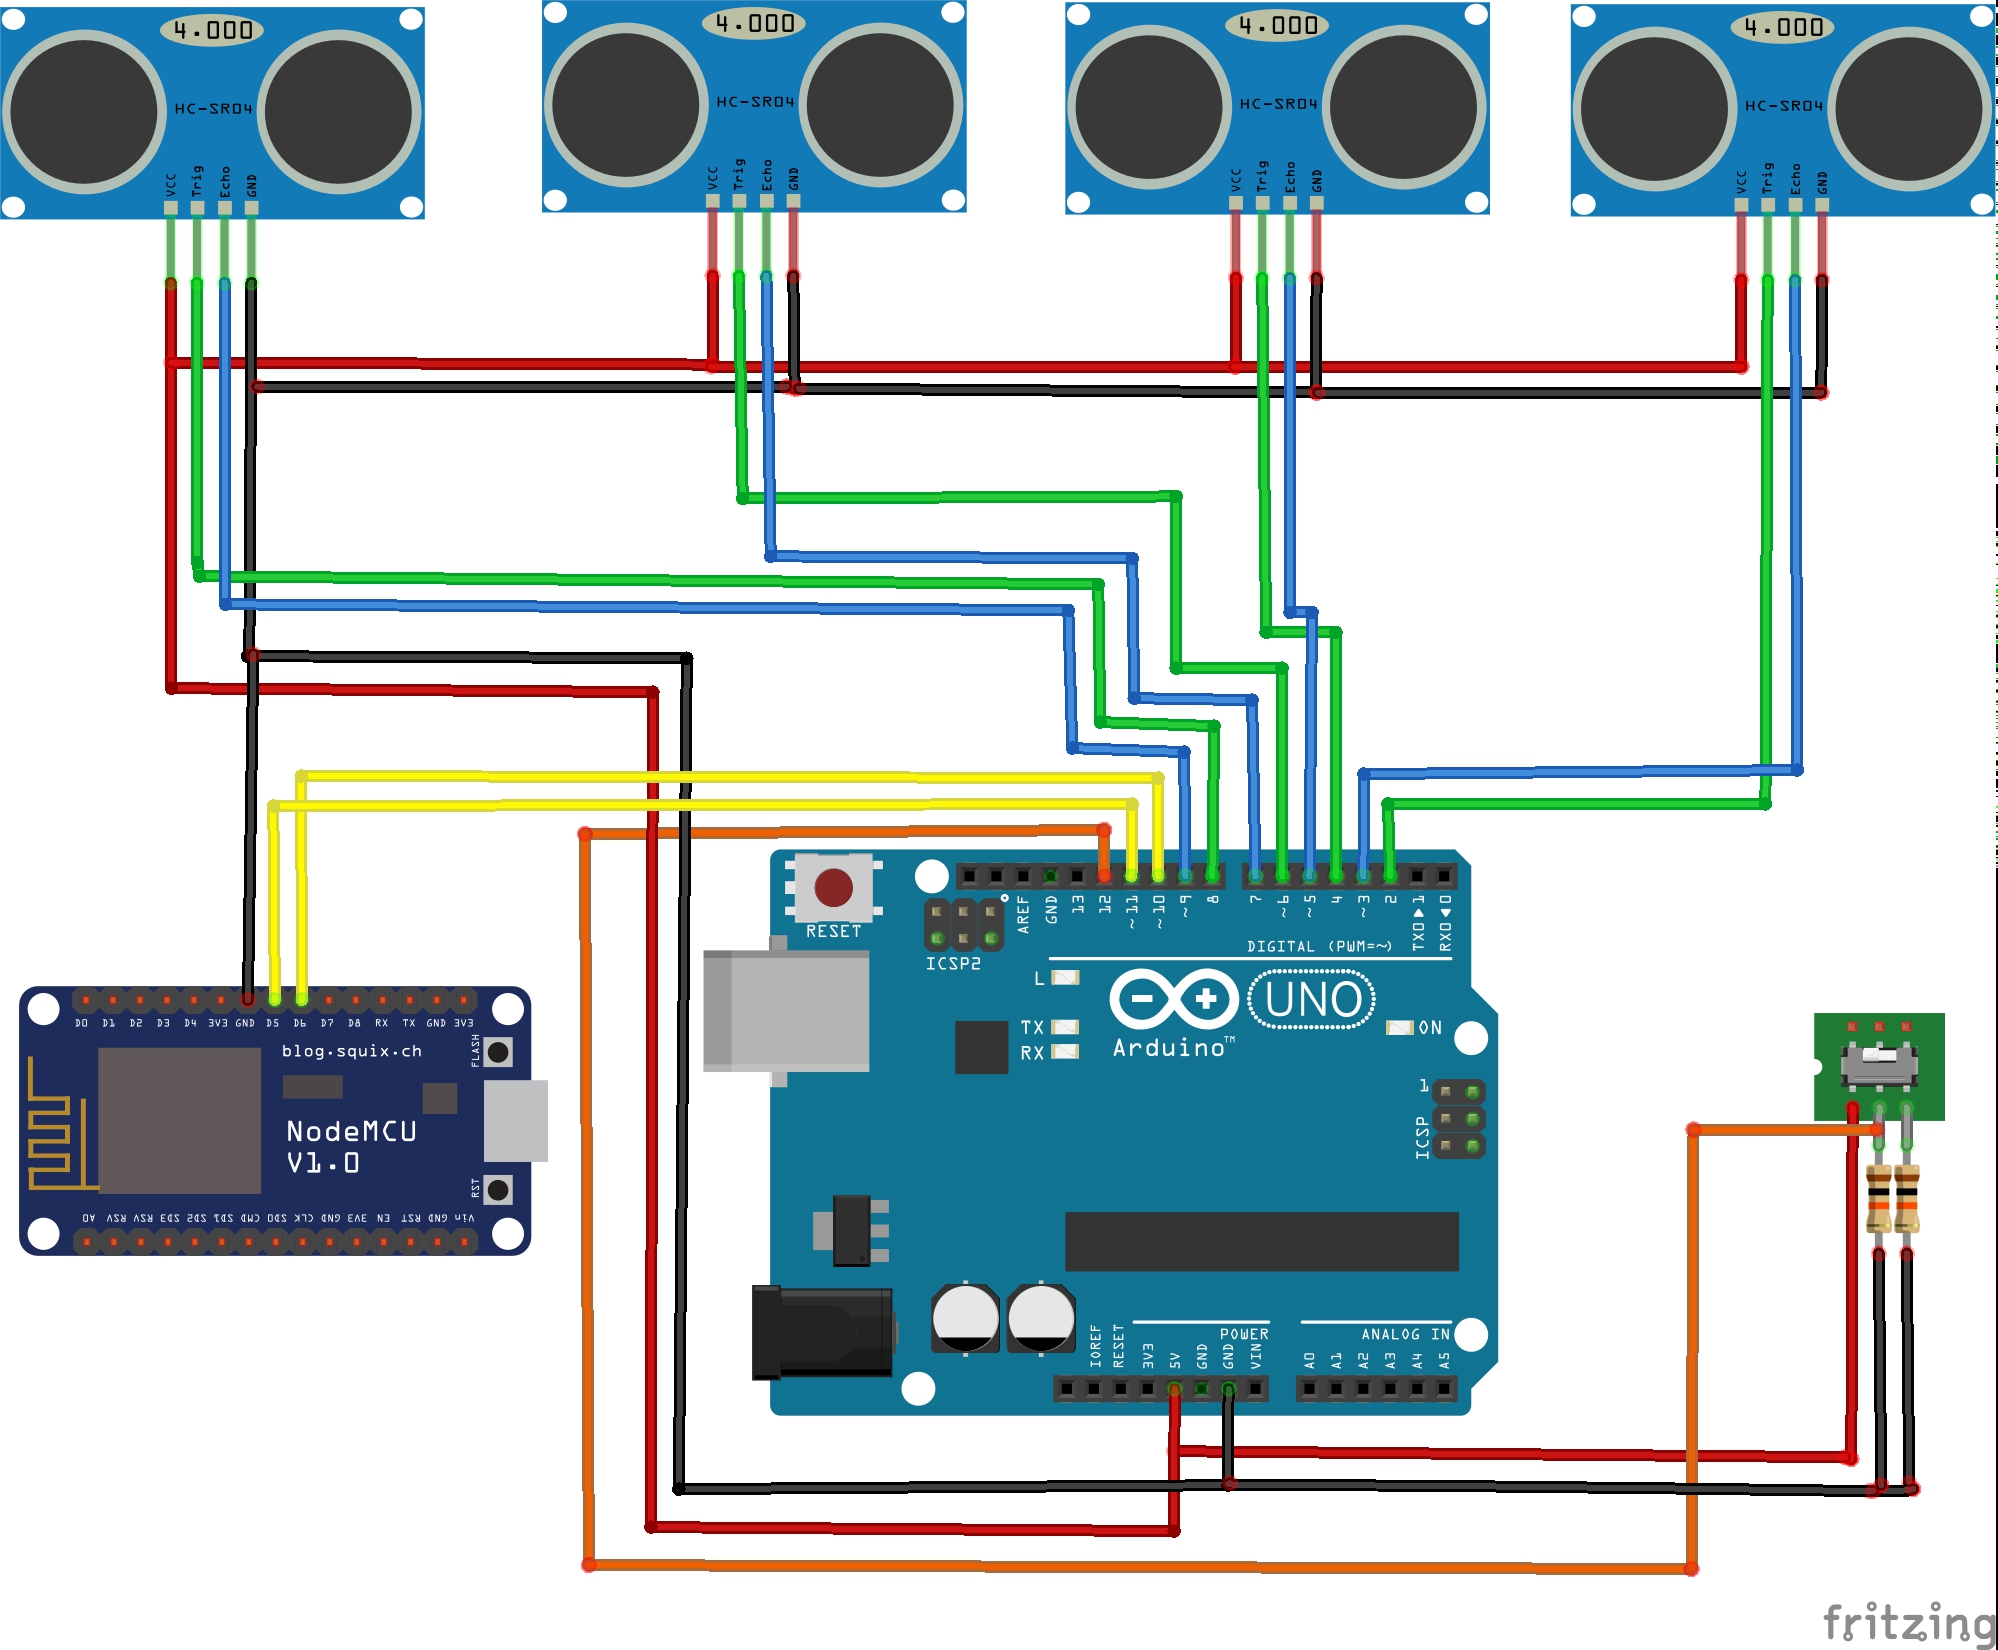 4.000
HC-SR04
VCC Trig Echo GND
4.000
HC-SR04
VCC Trig Echo GND
4.000
HC-SR04
VCC Trig Echo GND
4.000
HC-SR04
VCC Trig Echo GND
RESET
ICSP2
AREF GND 13 12 ~11 ~10 ~9 8 7 ~6 ~5 4 ~3 2 TX0▶1 RX0◀0
DIGITAL (PWM=~)
L
TX
RX
Arduino™
UNO
ON
1
ICSP
IOREF RESET 3V3 5V GND GND VIN
POWER
ANALOG IN
A0 A1 A2 A3 A4 A5
D0 D1 D2 D3 D4 3V3 GND D5 D6 D7 D8 RX TX GND 3V3
blog.squix.ch
FLASH
NodeMCU
V1.0
RST
A0 RSV RSV SD3 SD2 SD1 CMD SD0 CLK GND 3V3 EN RST GND Vin
fritzing